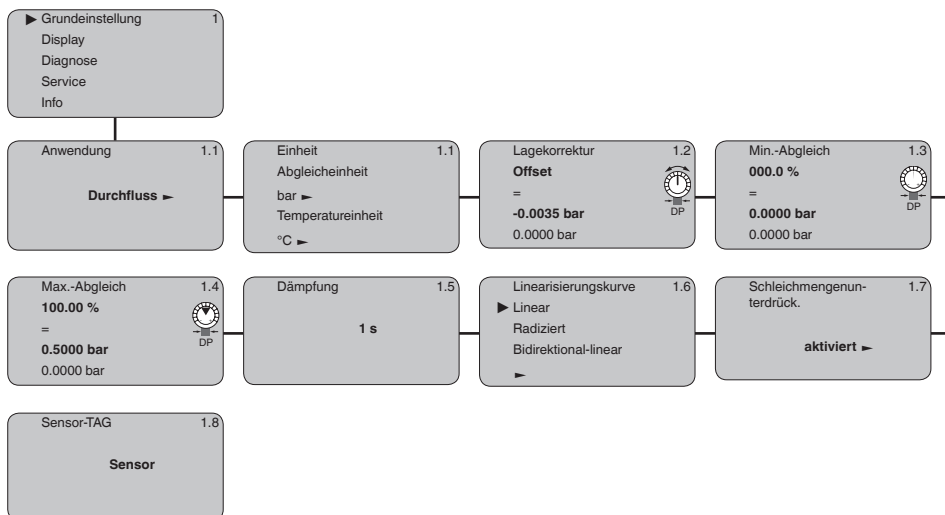 ▶ Grundeinstellung 1
Display
Diagnose
Service
Info
Anwendung 1.1
Durchfluss ►
Einheit 1.1
Abgleicheinheit
bar ►
Temperatureinheit
°C ►
Lagekorrektur 1.2
Offset
=
-0.0035 bar
0.0000 bar
DP
Min.-Abgleich 1.3
000.0 %
=
0.0000 bar
0.0000 bar
DP
Max.-Abgleich 1.4
100.00 %
=
0.5000 bar
0.0000 bar
DP
Dämpfung 1.5
1 s
Linearisierungskurve 1.6
▶ Linear
Radiziert
Bidirektional-linear
►
Schleichmengenun- 1.7
terdrück.
aktiviert ►
Sensor-TAG 1.8
Sensor